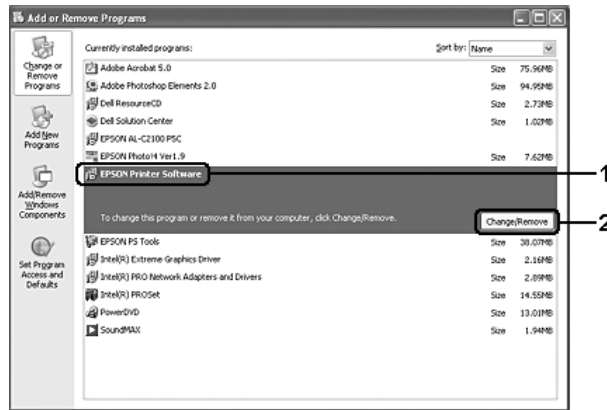 Add or Remove Programs
Change or
Remove
Programs
Add New
Programs
Add/Remove
Windows
Components
Set Program
Access and
Defaults
Currently installed programs:
Sort by: Name
Adobe Acrobat 5.0 Size 75.96MB
Adobe Photoshop Elements 2.0 Size 94.95MB
Dell ResourceCD Size 2.73MB
Dell Solution Center Size 1.02MB
EPSON AL-C2100 PSC
EPSON PhotoH Ver1.9 Size 7.62MB
EPSON Printer Software 1
To change this program or remove it from your computer, click Change/Remove.
Change/Remove 2
EPSON PS Tools Size 38.07MB
Intel(R) Extreme Graphics Driver Size 2.16MB
Intel(R) PRO Network Adapters and Drivers Size 2.89MB
Intel(R) PROSet Size 14.55MB
PowerDVD Size 13.01MB
SoundMAX Size 1.94MB